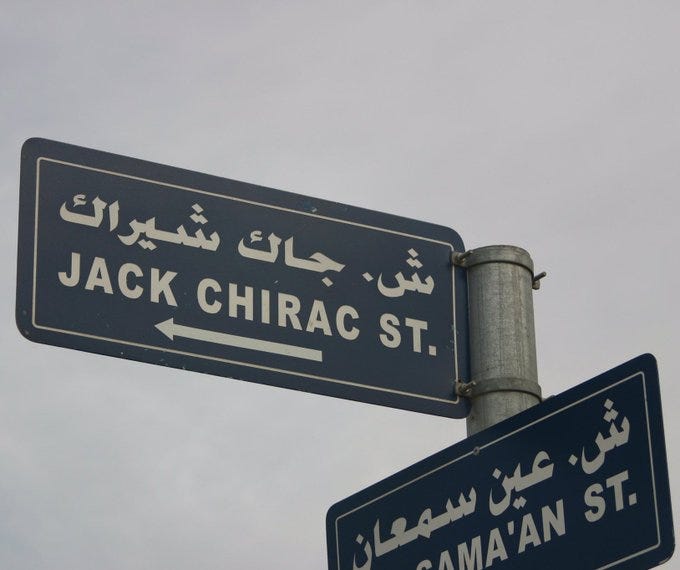 ش. جاك شيراك
JACK CHIRAC ST.
ش. عين سمعان
SAMA'AN ST.